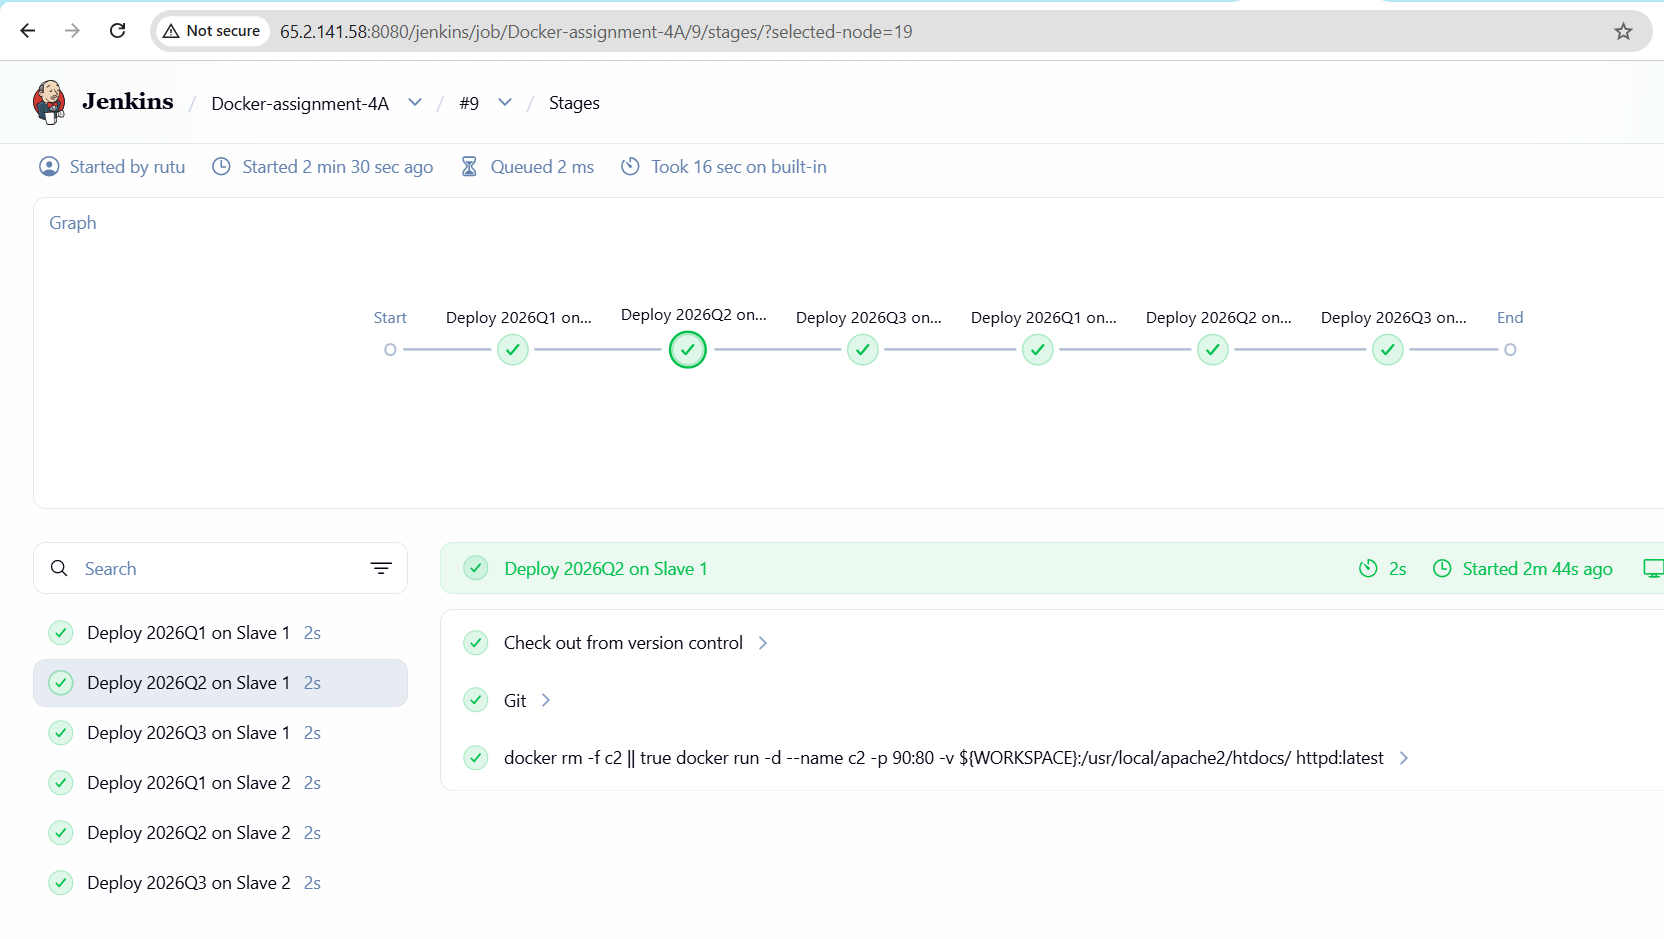 Not secure 65.2.141.58:8080/jenkins/job/Docker-assignment-4A/9/stages/?selected-node=19
Jenkins / Docker-assignment-4A / #9 / Stages
Started by rutu Started 2 min 30 sec ago Queued 2 ms Took 16 sec on built-in
Graph
Start Deploy 2026Q1 on... Deploy 2026Q2 on... Deploy 2026Q3 on... Deploy 2026Q1 on... Deploy 2026Q2 on... Deploy 2026Q3 on... End
Search
Deploy 2026Q1 on Slave 1 2s
Deploy 2026Q2 on Slave 1 2s
Deploy 2026Q3 on Slave 1 2s
Deploy 2026Q1 on Slave 2 2s
Deploy 2026Q2 on Slave 2 2s
Deploy 2026Q3 on Slave 2 2s
Deploy 2026Q2 on Slave 1 2s Started 2m 44s ago
Check out from version control
Git
docker rm -f c2 || true docker run -d --name c2 -p 90:80 -v ${WORKSPACE}:/usr/local/apache2/htdocs/ httpd:latest